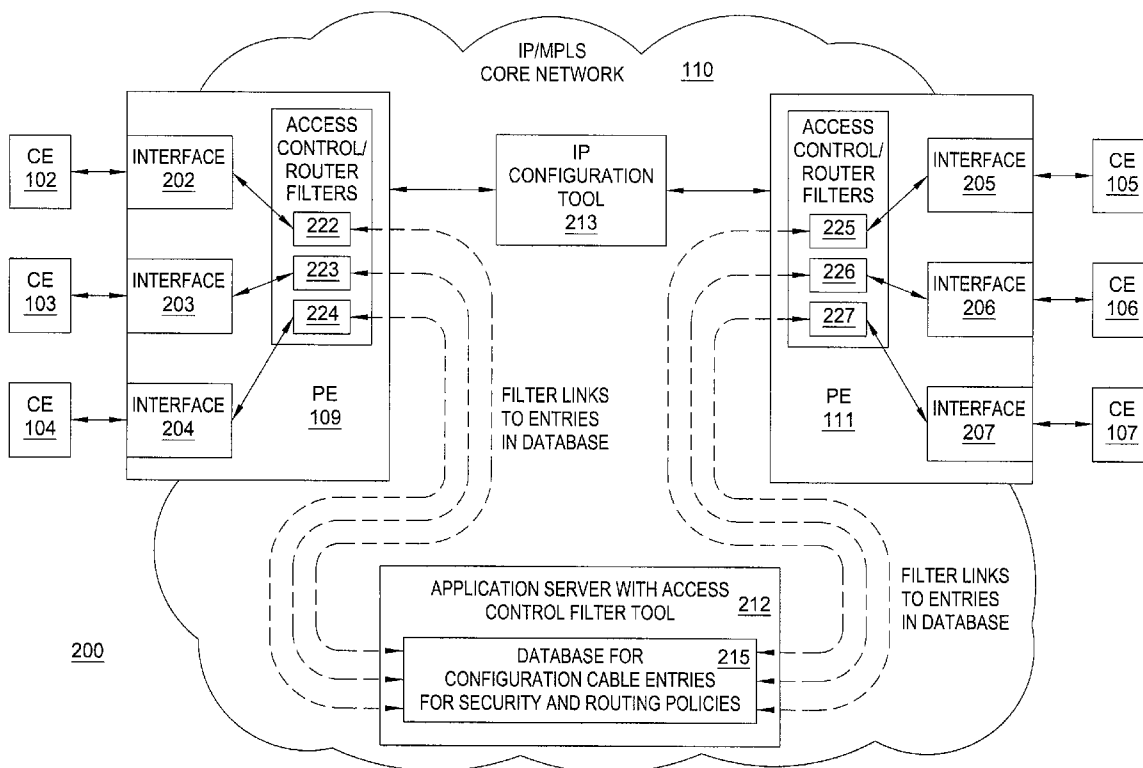 IP/MPLS
CORE NETWORK 110
ACCESS
CONTROL/
ROUTER
FILTERS
222
223
224
CE
102
INTERFACE
202
CE
103
INTERFACE
203
CE
104
INTERFACE
204
PE
109
IP
CONFIGURATION
TOOL
213
ACCESS
CONTROL/
ROUTER
FILTERS
225
226
227
INTERFACE
205
CE
105
INTERFACE
206
CE
106
INTERFACE
207
CE
107
PE
111
FILTER LINKS
TO ENTRIES
IN DATABASE
FILTER LINKS
TO ENTRIES
IN DATABASE
APPLICATION SERVER WITH ACCESS
CONTROL FILTER TOOL 212
DATABASE FOR 215
CONFIGURATION CABLE ENTRIES
FOR SECURITY AND ROUTING POLICIES
200